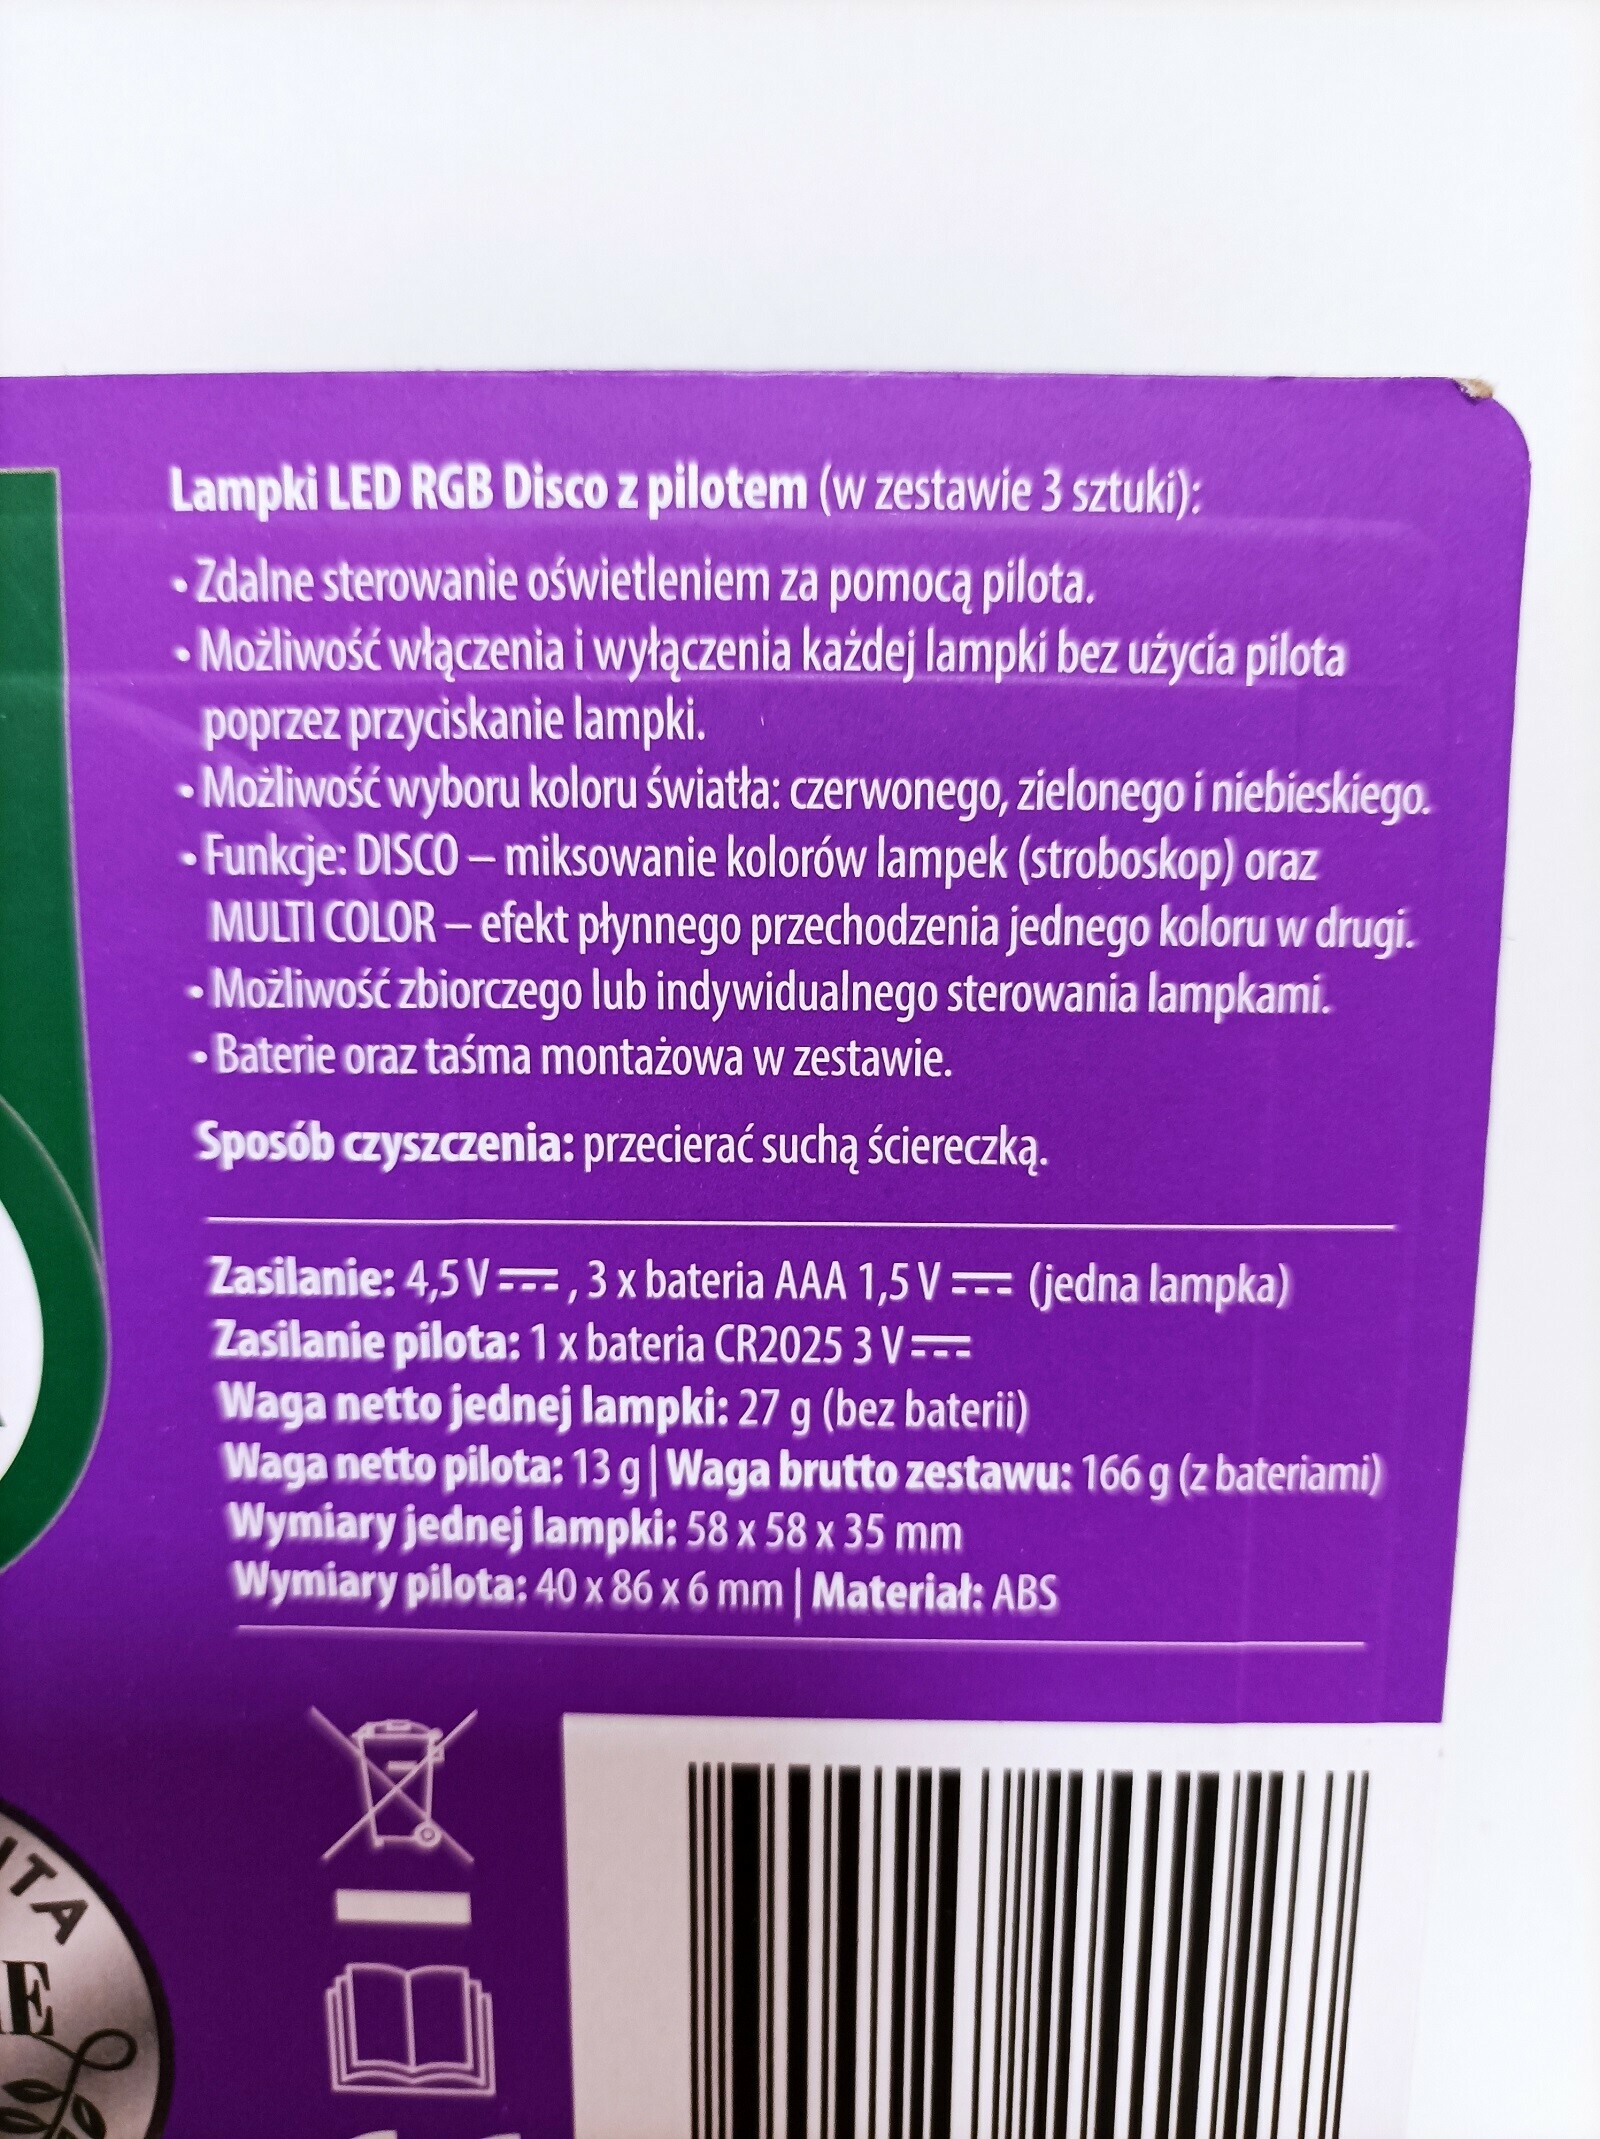 Lampki LED RGB Disco z pilotem (w zestawie 3 sztuki):
• Zdalne sterowanie oświetleniem za pomocą pilota.
• Możliwość włączenia i wyłączenia każdej lampki bez użycia pilota
poprzez przyciskanie lampki.
• Możliwość wyboru koloru światła: czerwonego, zielonego i niebieskiego.
• Funkcje: DISCO – miksowanie kolorów lampek (stroboskop) oraz
MULTI COLOR – efekt płynnego przechodzenia jednego koloru w drugi.
• Możliwość zbiorczego lub indywidualnego sterowania lampkami.
• Baterie oraz taśma montażowa w zestawie.
Sposób czyszczenia: przecierać suchą ściereczką.
Zasilanie: 4,5 V ⎓, 3 x bateria AAA 1,5 V ⎓ (jedna lampka)
Zasilanie pilota: 1 x bateria CR2025 3 V ⎓
Waga netto jednej lampki: 27 g (bez baterii)
Waga netto pilota: 13 g | Waga brutto zestawu: 166 g (z bateriami)
Wymiary jednej lampki: 58 x 58 x 35 mm
Wymiary pilota: 40 x 86 x 6 mm | Materiał: ABS